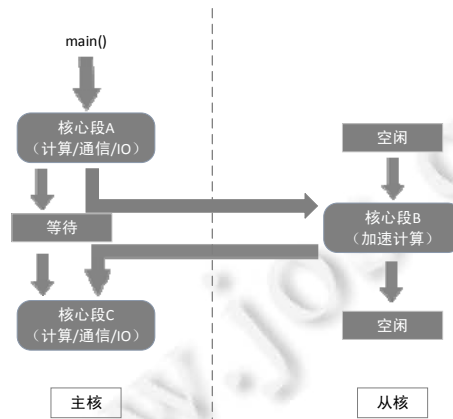 main()
核心段A
（计算/通信/IO）
空闲
等待
核心段B
（加速计算）
核心段C
（计算/通信/IO）
空闲
主核
从核